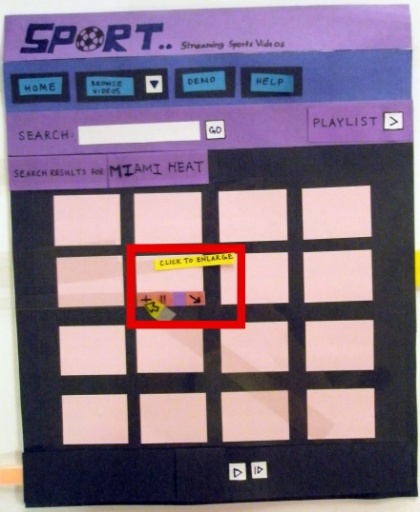 SPORT.. Streaming Sports Videos
HOME BROWSE VIDEOS ▼ DEMO HELP
SEARCH: GO PLAYLIST >
SEARCH RESULTS FOR MIAMI HEAT
CLICK TO ENLARGE